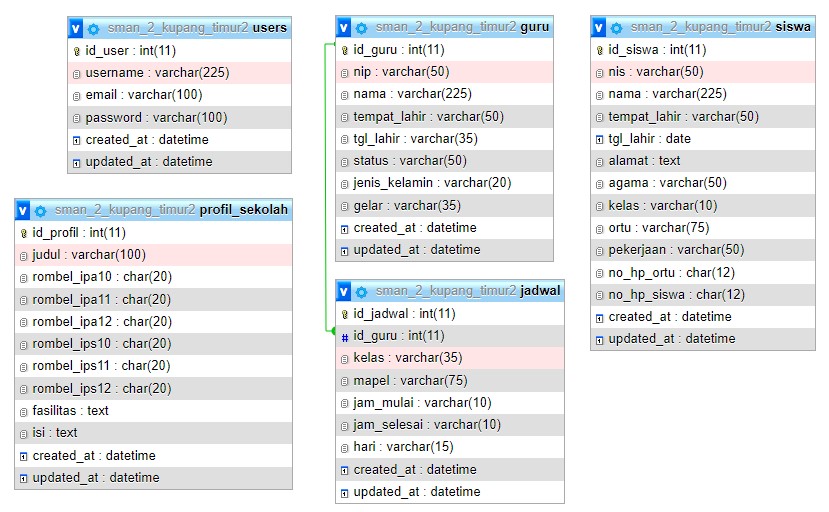 v sman_2_kupang_timur2 users
id_user : int(11)
username : varchar(225)
email : varchar(100)
password : varchar(100)
created_at : datetime
updated_at : datetime
v sman_2_kupang_timur2 profil_sekolah
id_profil : int(11)
judul : varchar(100)
rombel_ipa10 : char(20)
rombel_ipa11 : char(20)
rombel_ipa12 : char(20)
rombel_ips10 : char(20)
rombel_ips11 : char(20)
rombel_ips12 : char(20)
fasilitas : text
isi : text
created_at : datetime
updated_at : datetime
v sman_2_kupang_timur2 guru
id_guru : int(11)
nip : varchar(50)
nama : varchar(225)
tempat_lahir : varchar(50)
tgl_lahir : varchar(35)
status : varchar(50)
jenis_kelamin : varchar(20)
gelar : varchar(35)
created_at : datetime
updated_at : datetime
v sman_2_kupang_timur2 jadwal
id_jadwal : int(11)
# id_guru : int(11)
kelas : varchar(35)
mapel : varchar(75)
jam_mulai : varchar(10)
jam_selesai : varchar(10)
hari : varchar(15)
created_at : datetime
updated_at : datetime
v sman_2_kupang_timur2 siswa
id_siswa : int(11)
nis : varchar(50)
nama : varchar(225)
tempat_lahir : varchar(50)
tgl_lahir : date
alamat : text
agama : varchar(50)
kelas : varchar(10)
ortu : varchar(75)
pekerjaan : varchar(50)
no_hp_ortu : char(12)
no_hp_siswa : char(12)
created_at : datetime
updated_at : datetime